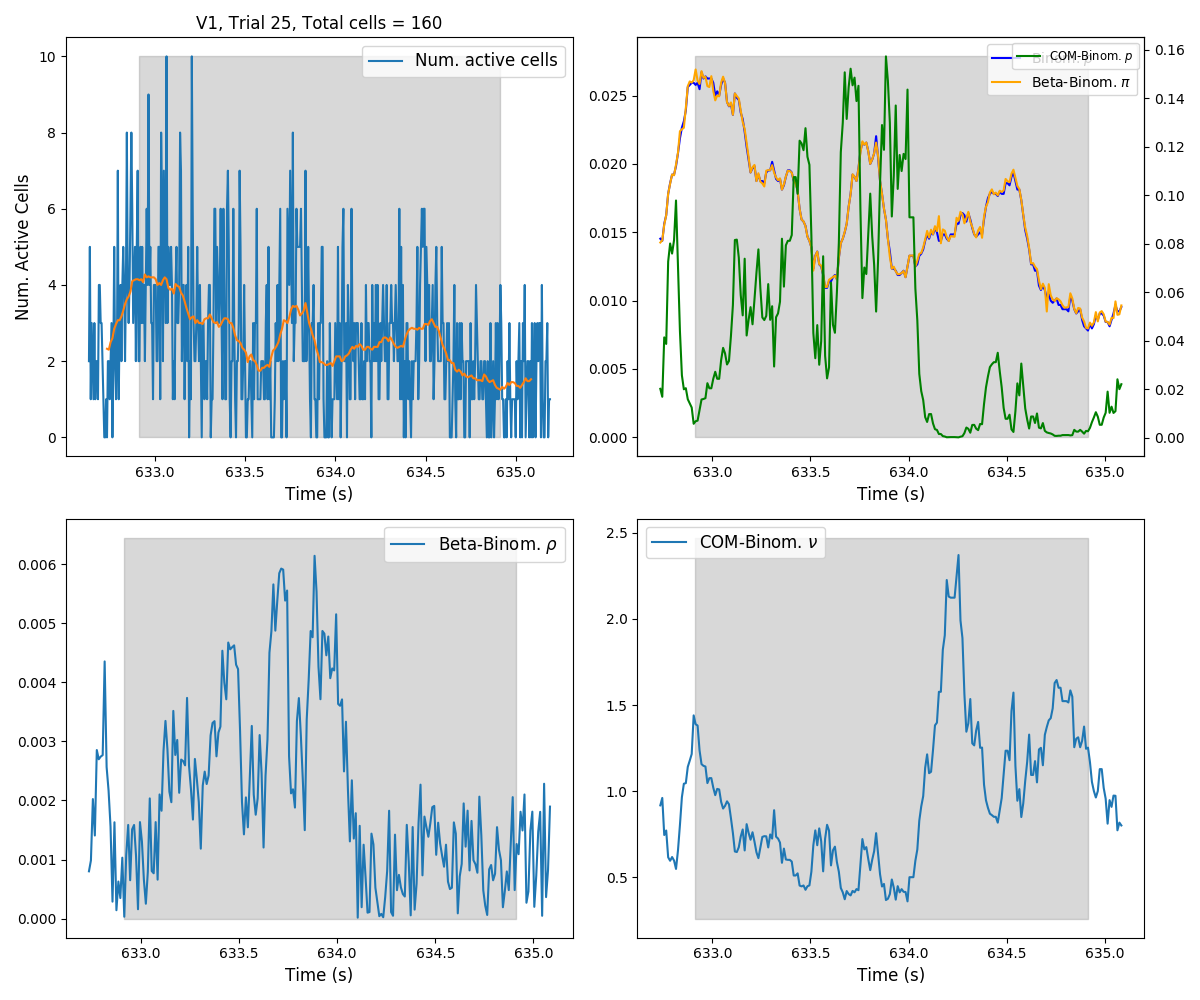 V1, Trial 25, Total cells = 160
Num. active cells
Num. Active Cells
10
8
6
4
2
0
633.0 633.5 634.0 634.5 635.0
Time (s)
COM-Binom. p
Beta-Binom. π
0.025
0.020
0.015
0.010
0.005
0.000
0.16
0.14
0.12
0.10
0.08
0.06
0.04
0.02
0.00
633.0 633.5 634.0 634.5 635.0
Time (s)
Beta-Binom. ρ
0.006
0.005
0.004
0.003
0.002
0.001
0.000
633.0 633.5 634.0 634.5 635.0
Time (s)
COM-Binom. ν
2.5
2.0
1.5
1.0
0.5
633.0 633.5 634.0 634.5 635.0
Time (s)